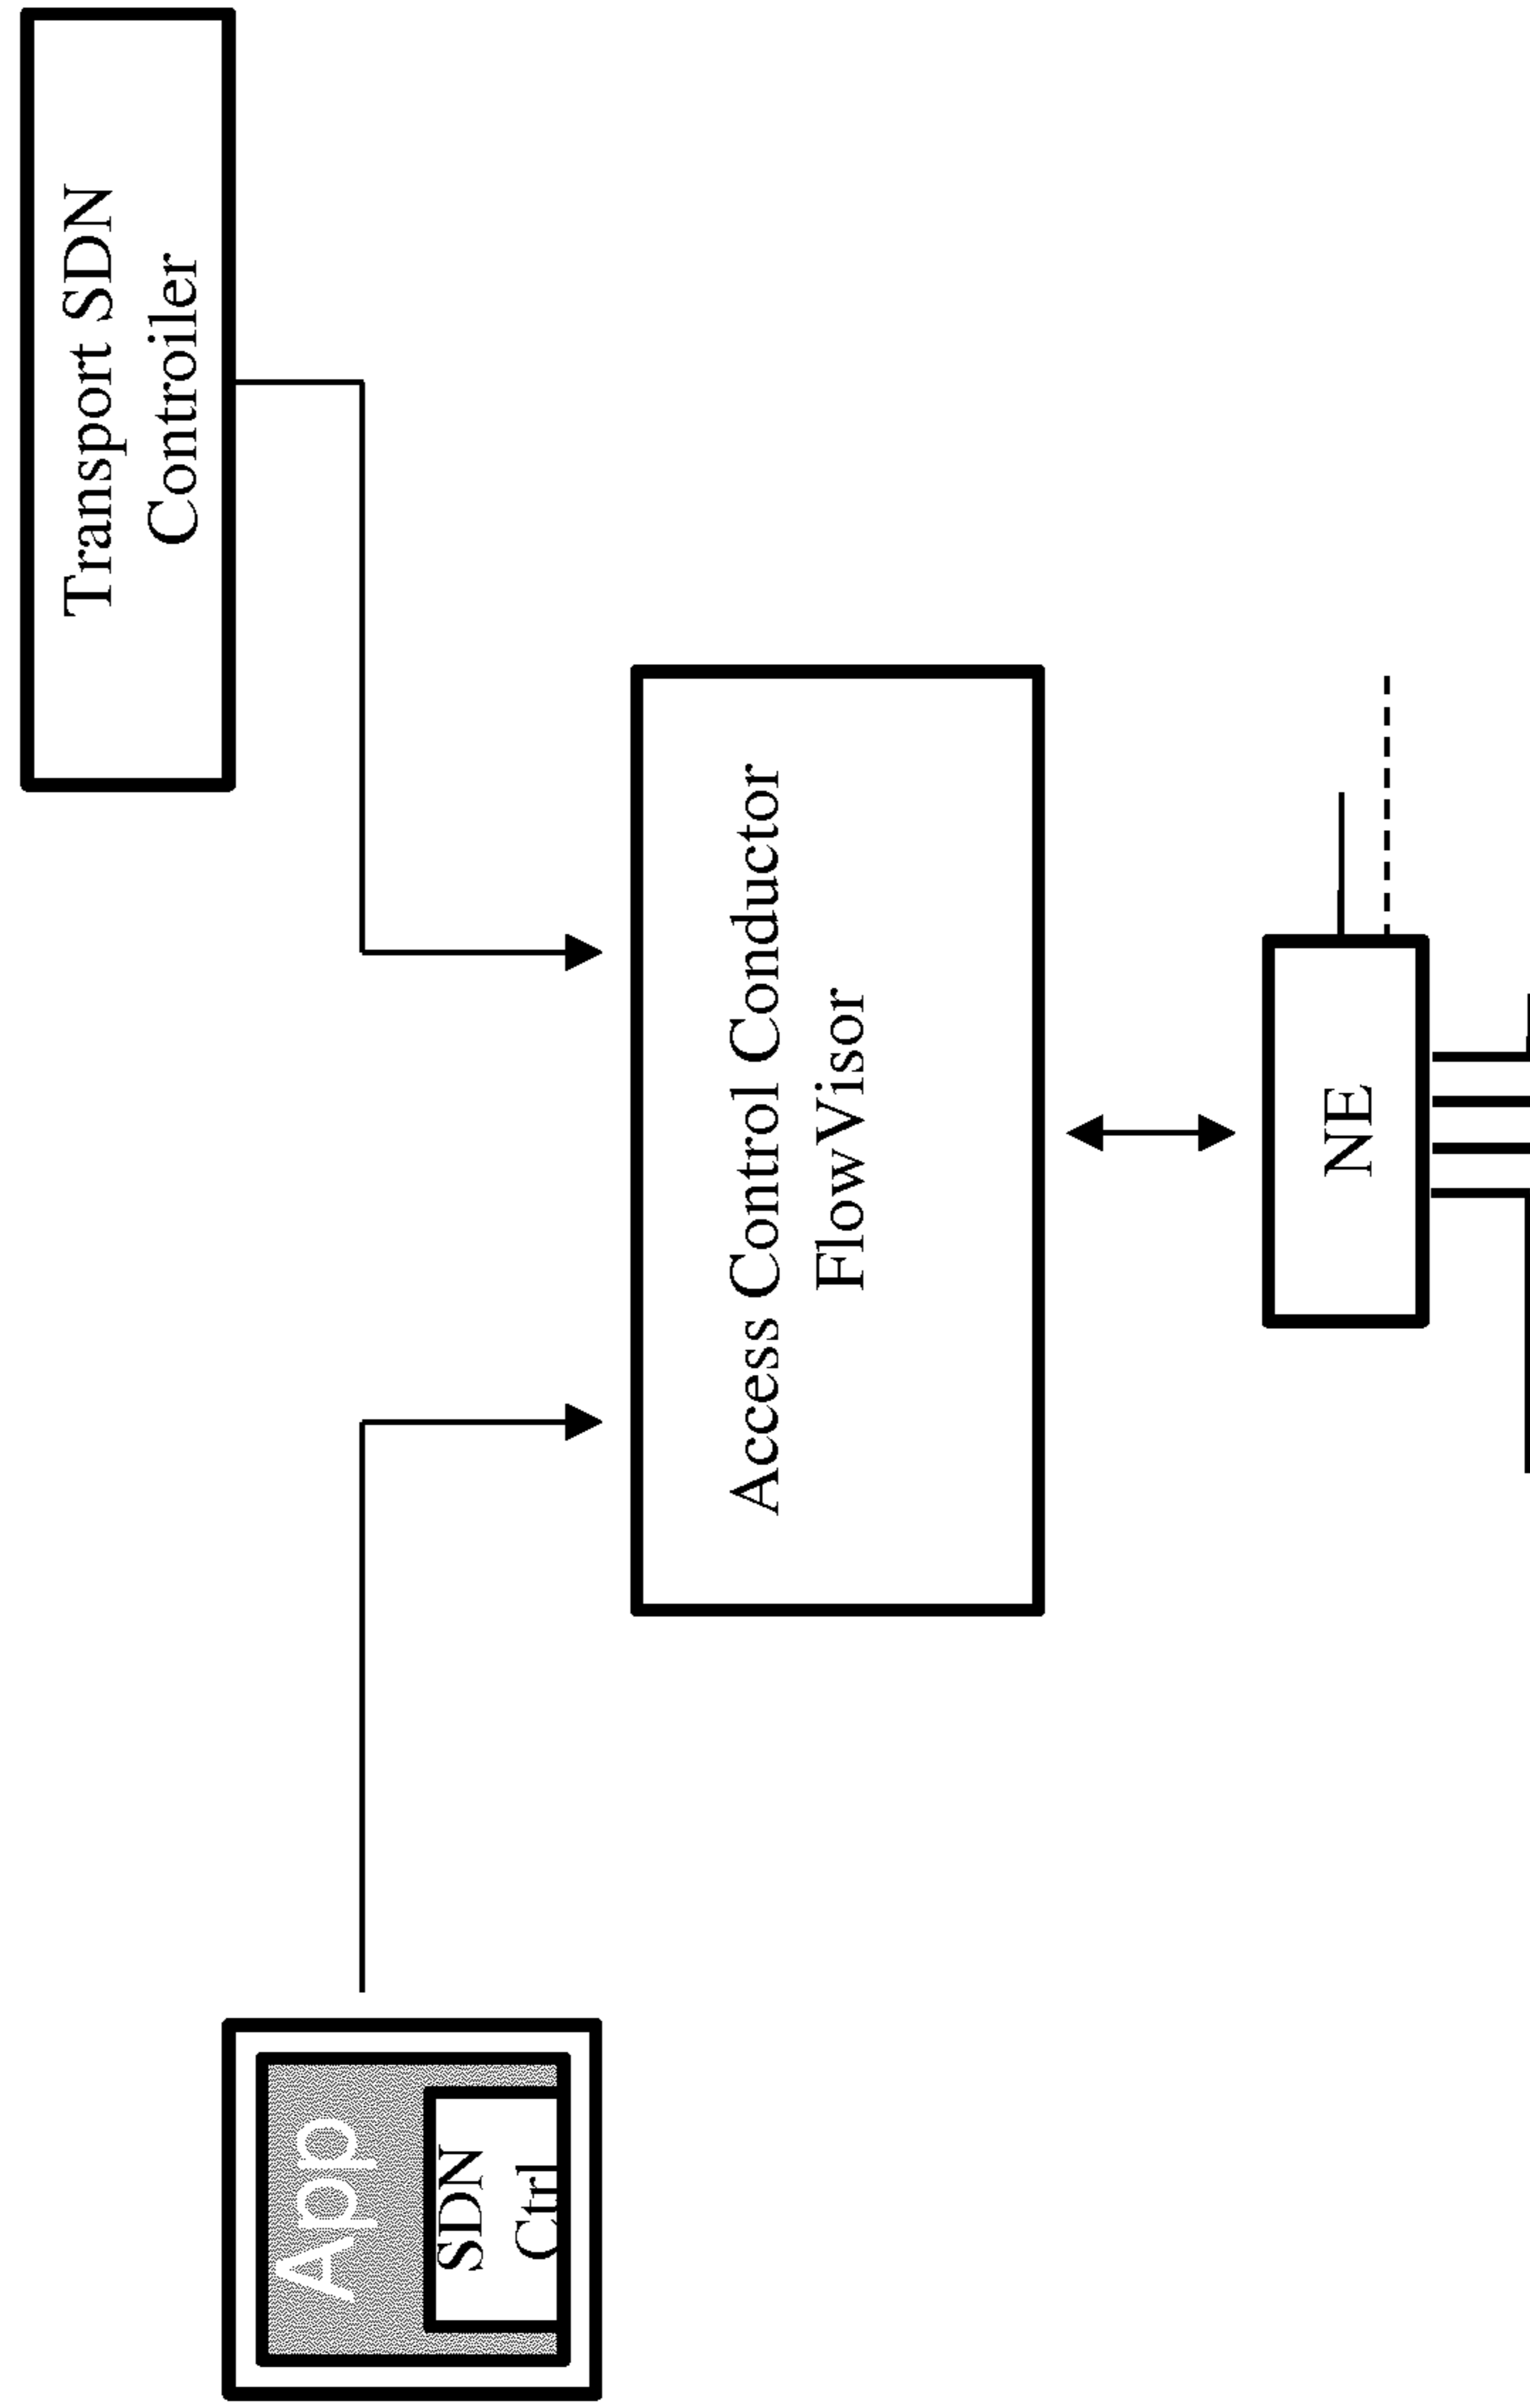 Transport SDN
Controiler
Access Control Conductor
FlowVisor
NE
App
SDN
Ctrl